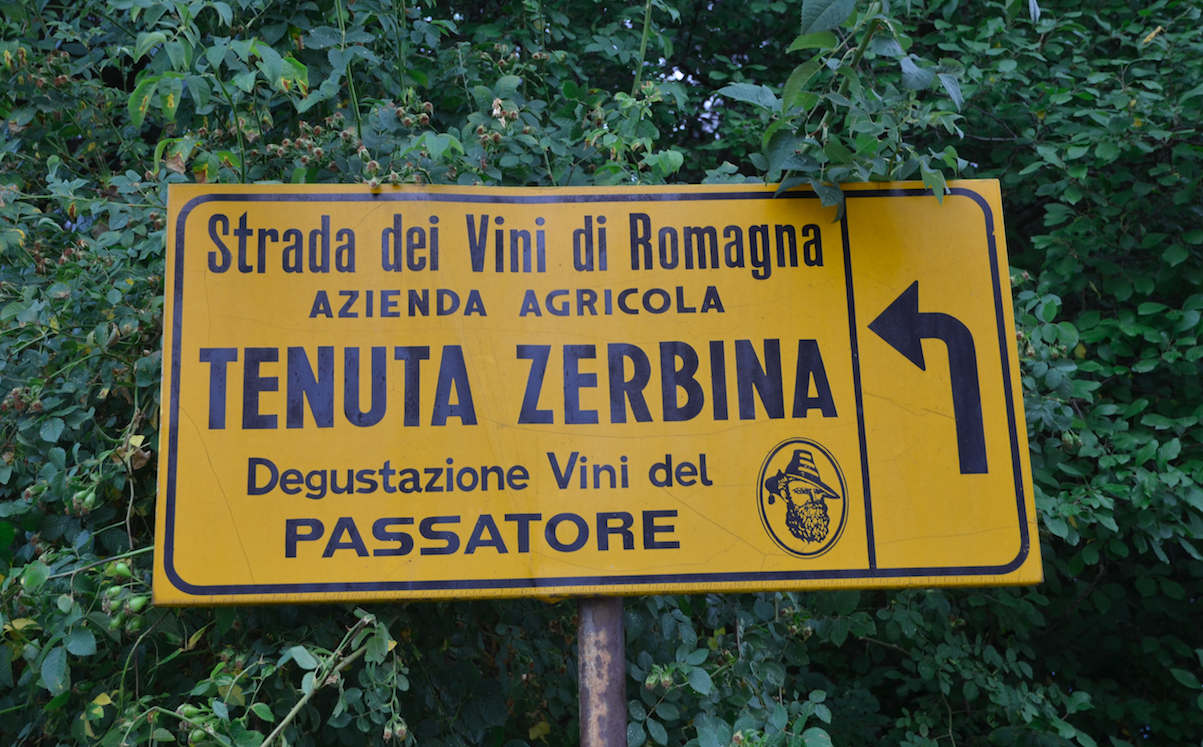 Strada dei Vini di Romagna
AZIENDA AGRICOLA
TENUTA ZERBINA
Degustazione Vini del
PASSATORE